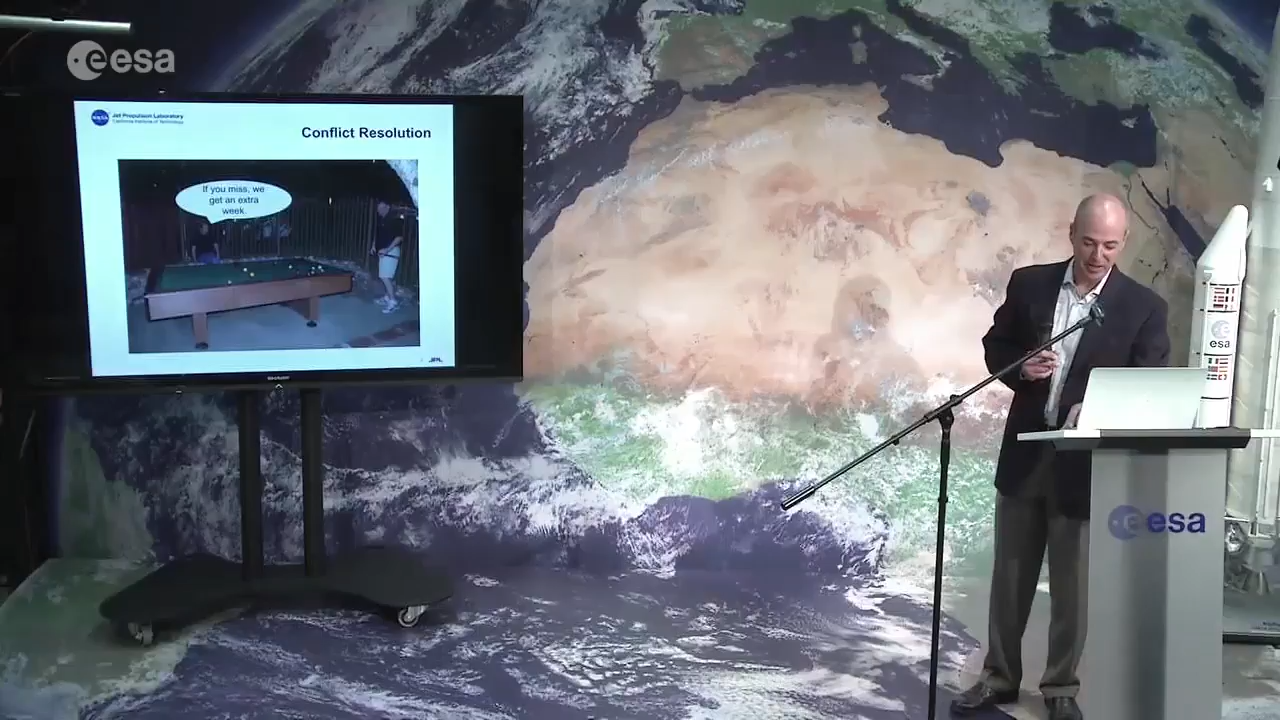 esa
NASA
Jet Propulsion Laboratory
California Institute of Technology
Conflict Resolution
If you miss, we
get an extra
week.
JPL
SHARP
esa
esa